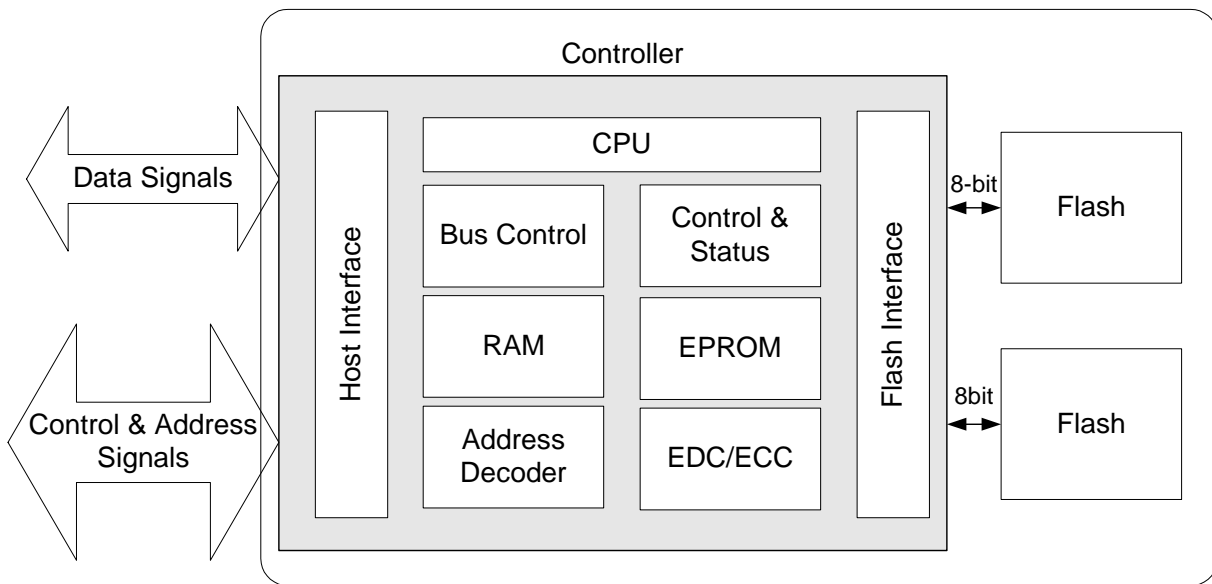 Controller
Data Signals
Control & Address
Signals
Host Interface
CPU
Bus Control
Control &
Status
RAM
EPROM
Address
Decoder
EDC/ECC
Flash Interface
8-bit
Flash
8bit
Flash